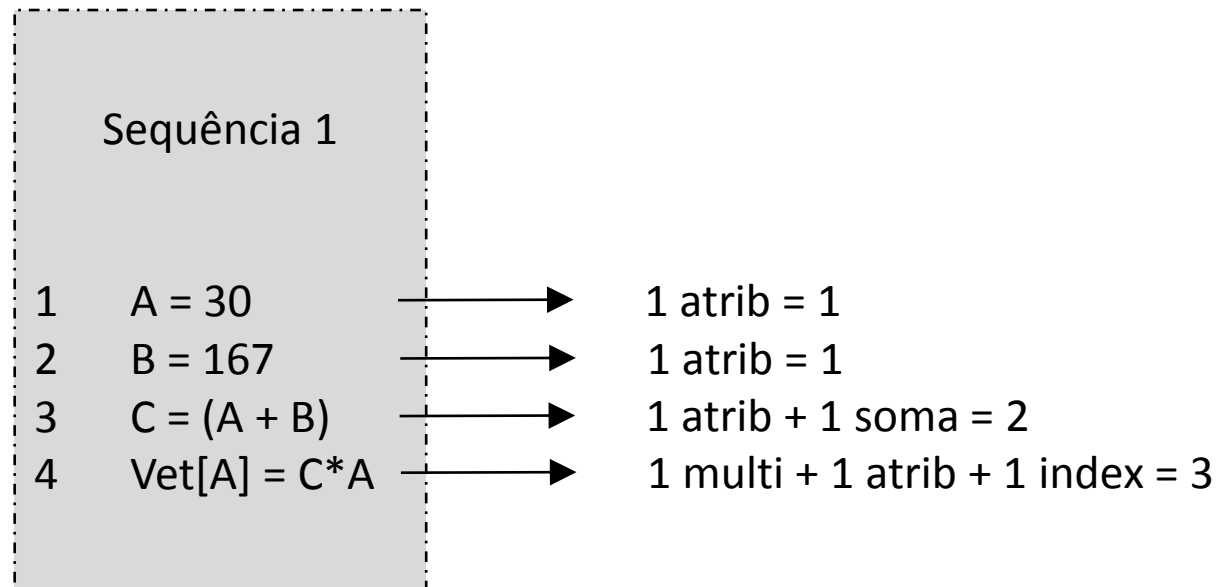 Sequência 1
1 A = 30 1 atrib = 1
2 B = 167 1 atrib = 1
3 C = (A + B) 1 atrib + 1 soma = 2
4 Vet[A] = C*A 1 multi + 1 atrib + 1 index = 3